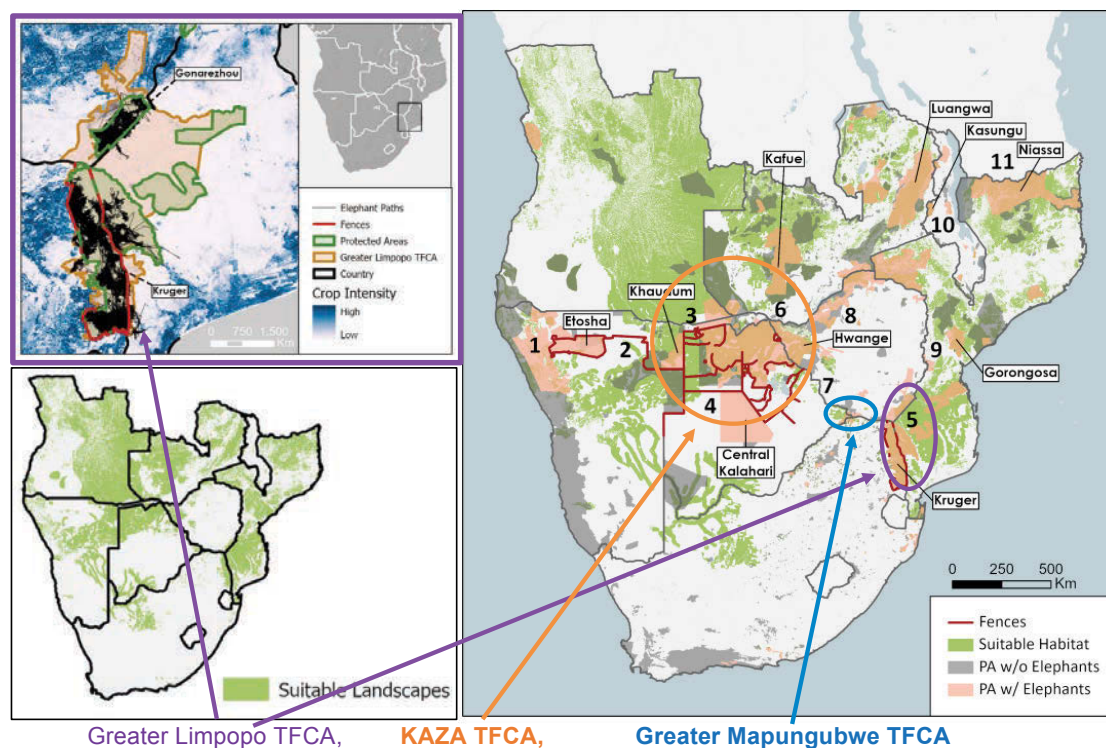 Gonarezhou
Kruger
Elephant Paths
Fences
Protected Areas
Greater Limpopo TFCA
Country
Crop Intensity
High
Low
0 750 1.500
Km
Suitable Landscapes
Luangwa
Kasungu
Niassa
11
Kafue
10
Khaudum
Etosha
3
6
8
1
2
Hwange
9
Gorongosa
7
4
5
Central
Kalahari
Kruger
0 250 500
Km
Fences
Suitable Habitat
PA w/o Elephants
PA w/ Elephants
Greater Limpopo TFCA, KAZA TFCA, Greater Mapungubwe TFCA